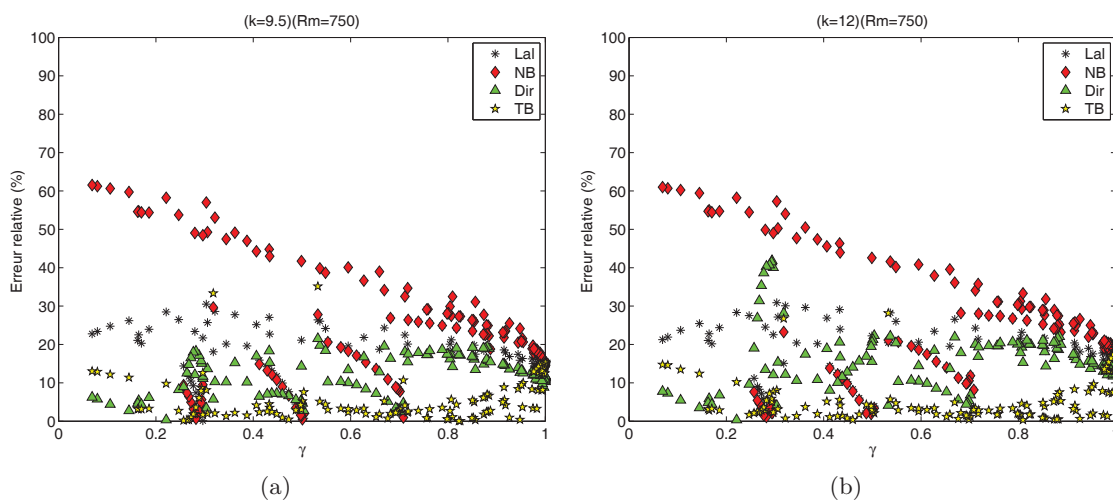 (k=9.5)(Rm=750)
100
90
80
70
60
50
40
30
20
10
0
Erreur relative (%)
0
0.2
0.4
0.6
0.8
1
γ
Lal
NB
Dir
TB
(a)
(k=12)(Rm=750)
100
90
80
70
60
50
40
30
20
10
0
Erreur relative (%)
0
0.2
0.4
0.6
0.8
1
γ
Lal
NB
Dir
TB
(b)